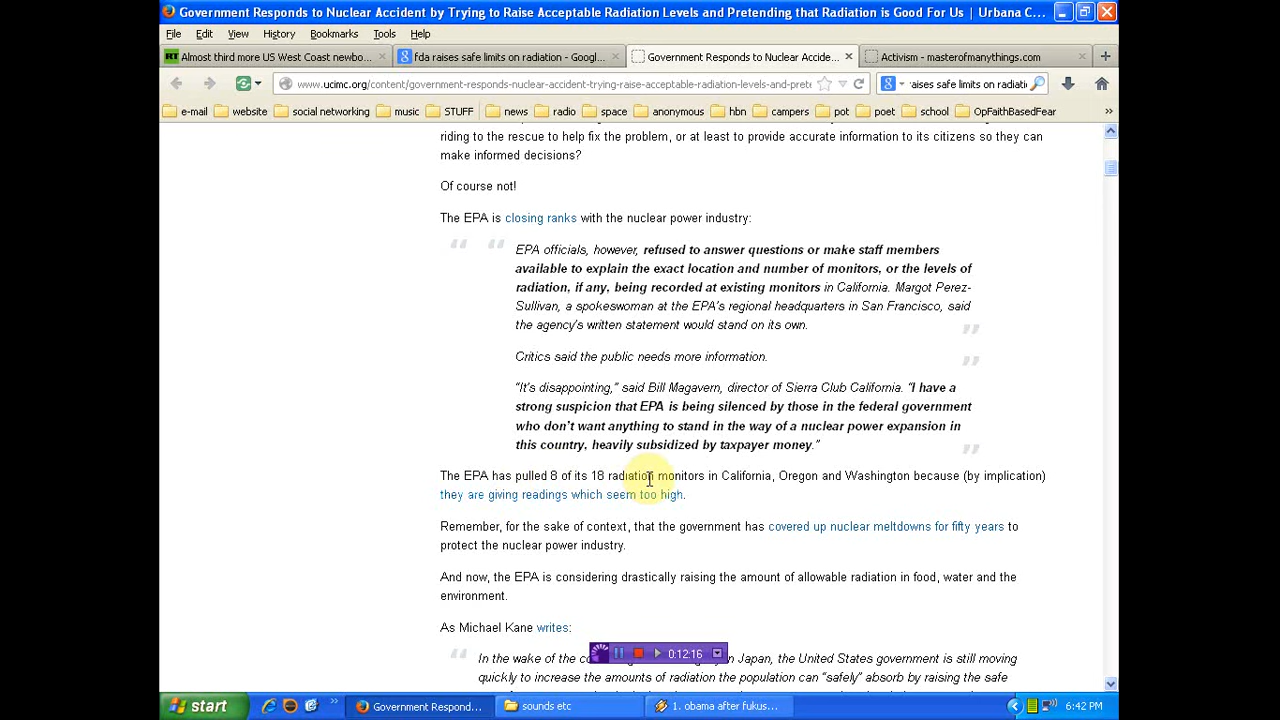 Government Responds to Nuclear Accident by Trying to Raise Acceptable Radiation Levels and Pretending that Radiation is Good For Us | Urbana C...
File Edit View History Bookmarks Tools Help
RT Almost third more US West Coast newbo... fda raises safe limits on radiation - Googl... Government Responds to Nuclear Accide... Activism - masterofmanythings.com
www.ucimc.org/content/government-responds-nuclear-accident-trying-raise-acceptable-radiation-levels-and-prete raises safe limits on radiati
e-mail website social networking music STUFF news radio space anonymous hbn campers pot poet school OpFaithBasedFear
riding to the rescue to help fix the problem, or at least to provide accurate information to its citizens so they can
make informed decisions?
Of course not!
The EPA is closing ranks with the nuclear power industry:
EPA officials, however, refused to answer questions or make staff members
available to explain the exact location and number of monitors, or the levels of
radiation, if any, being recorded at existing monitors in California. Margot Perez-
Sullivan, a spokeswoman at the EPA's regional headquarters in San Francisco, said
the agency's written statement would stand on its own.
Critics said the public needs more information.
"It's disappointing," said Bill Magavern, director of Sierra Club California. "I have a
strong suspicion that EPA is being silenced by those in the federal government
who don't want anything to stand in the way of a nuclear power expansion in
this country, heavily subsidized by taxpayer money."
The EPA has pulled 8 of its 18 radiation monitors in California, Oregon and Washington because (by implication)
they are giving readings which seem too high.
Remember, for the sake of context, that the government has covered up nuclear meltdowns for fifty years to
protect the nuclear power industry.
And now, the EPA is considering drastically raising the amount of allowable radiation in food, water and the
environment.
As Michael Kane writes:
0:12:16
In the wake of the in Japan, the United States government is still moving
quickly to increase the amounts of radiation the population can "safely" absorb by raising the safe
start Government Respond... sounds etc 1. obama after fukus... 6:42 PM